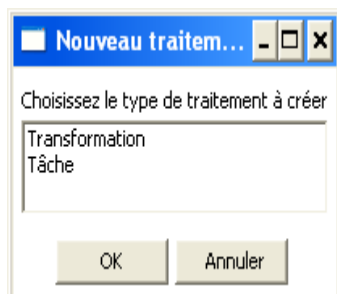 Nouveau traitem...
Choisissez le type de traitement à créer
Transformation
Tâche
OK Annuler